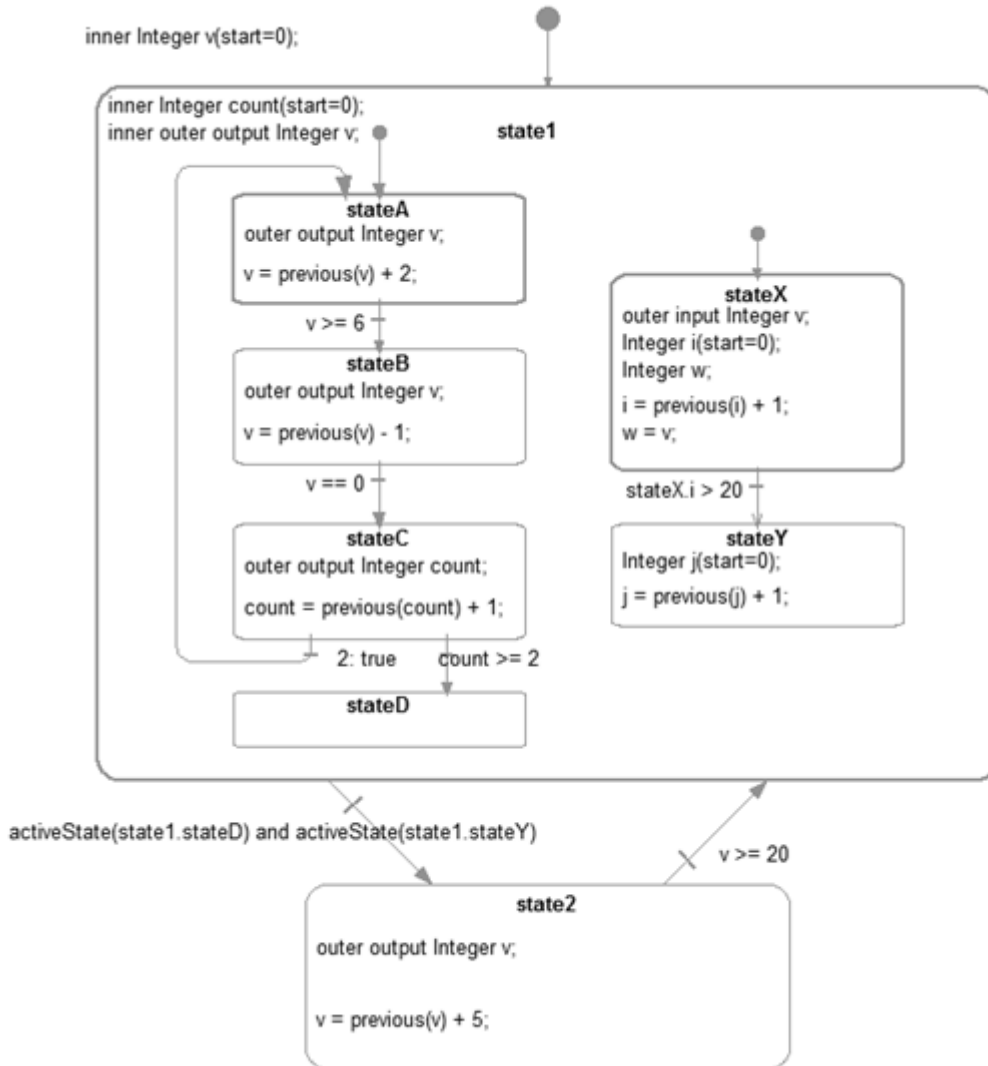 inner Integer v(start=0);
inner Integer count(start=0);
inner outer output Integer v;
state1
stateA
outer output Integer v;
v = previous(v) + 2;
v >= 6
stateB
outer output Integer v;
v = previous(v) - 1;
v == 0
stateC
outer output Integer count;
count = previous(count) + 1;
2: true
count >= 2
stateD
stateX
outer input Integer v;
Integer i(start=0);
Integer w;
i = previous(i) + 1;
w = v;
stateX.i > 20
stateY
Integer j(start=0);
j = previous(j) + 1;
activeState(state1.stateD) and activeState(state1.stateY)
v >= 20
state2
outer output Integer v;
v = previous(v) + 5;